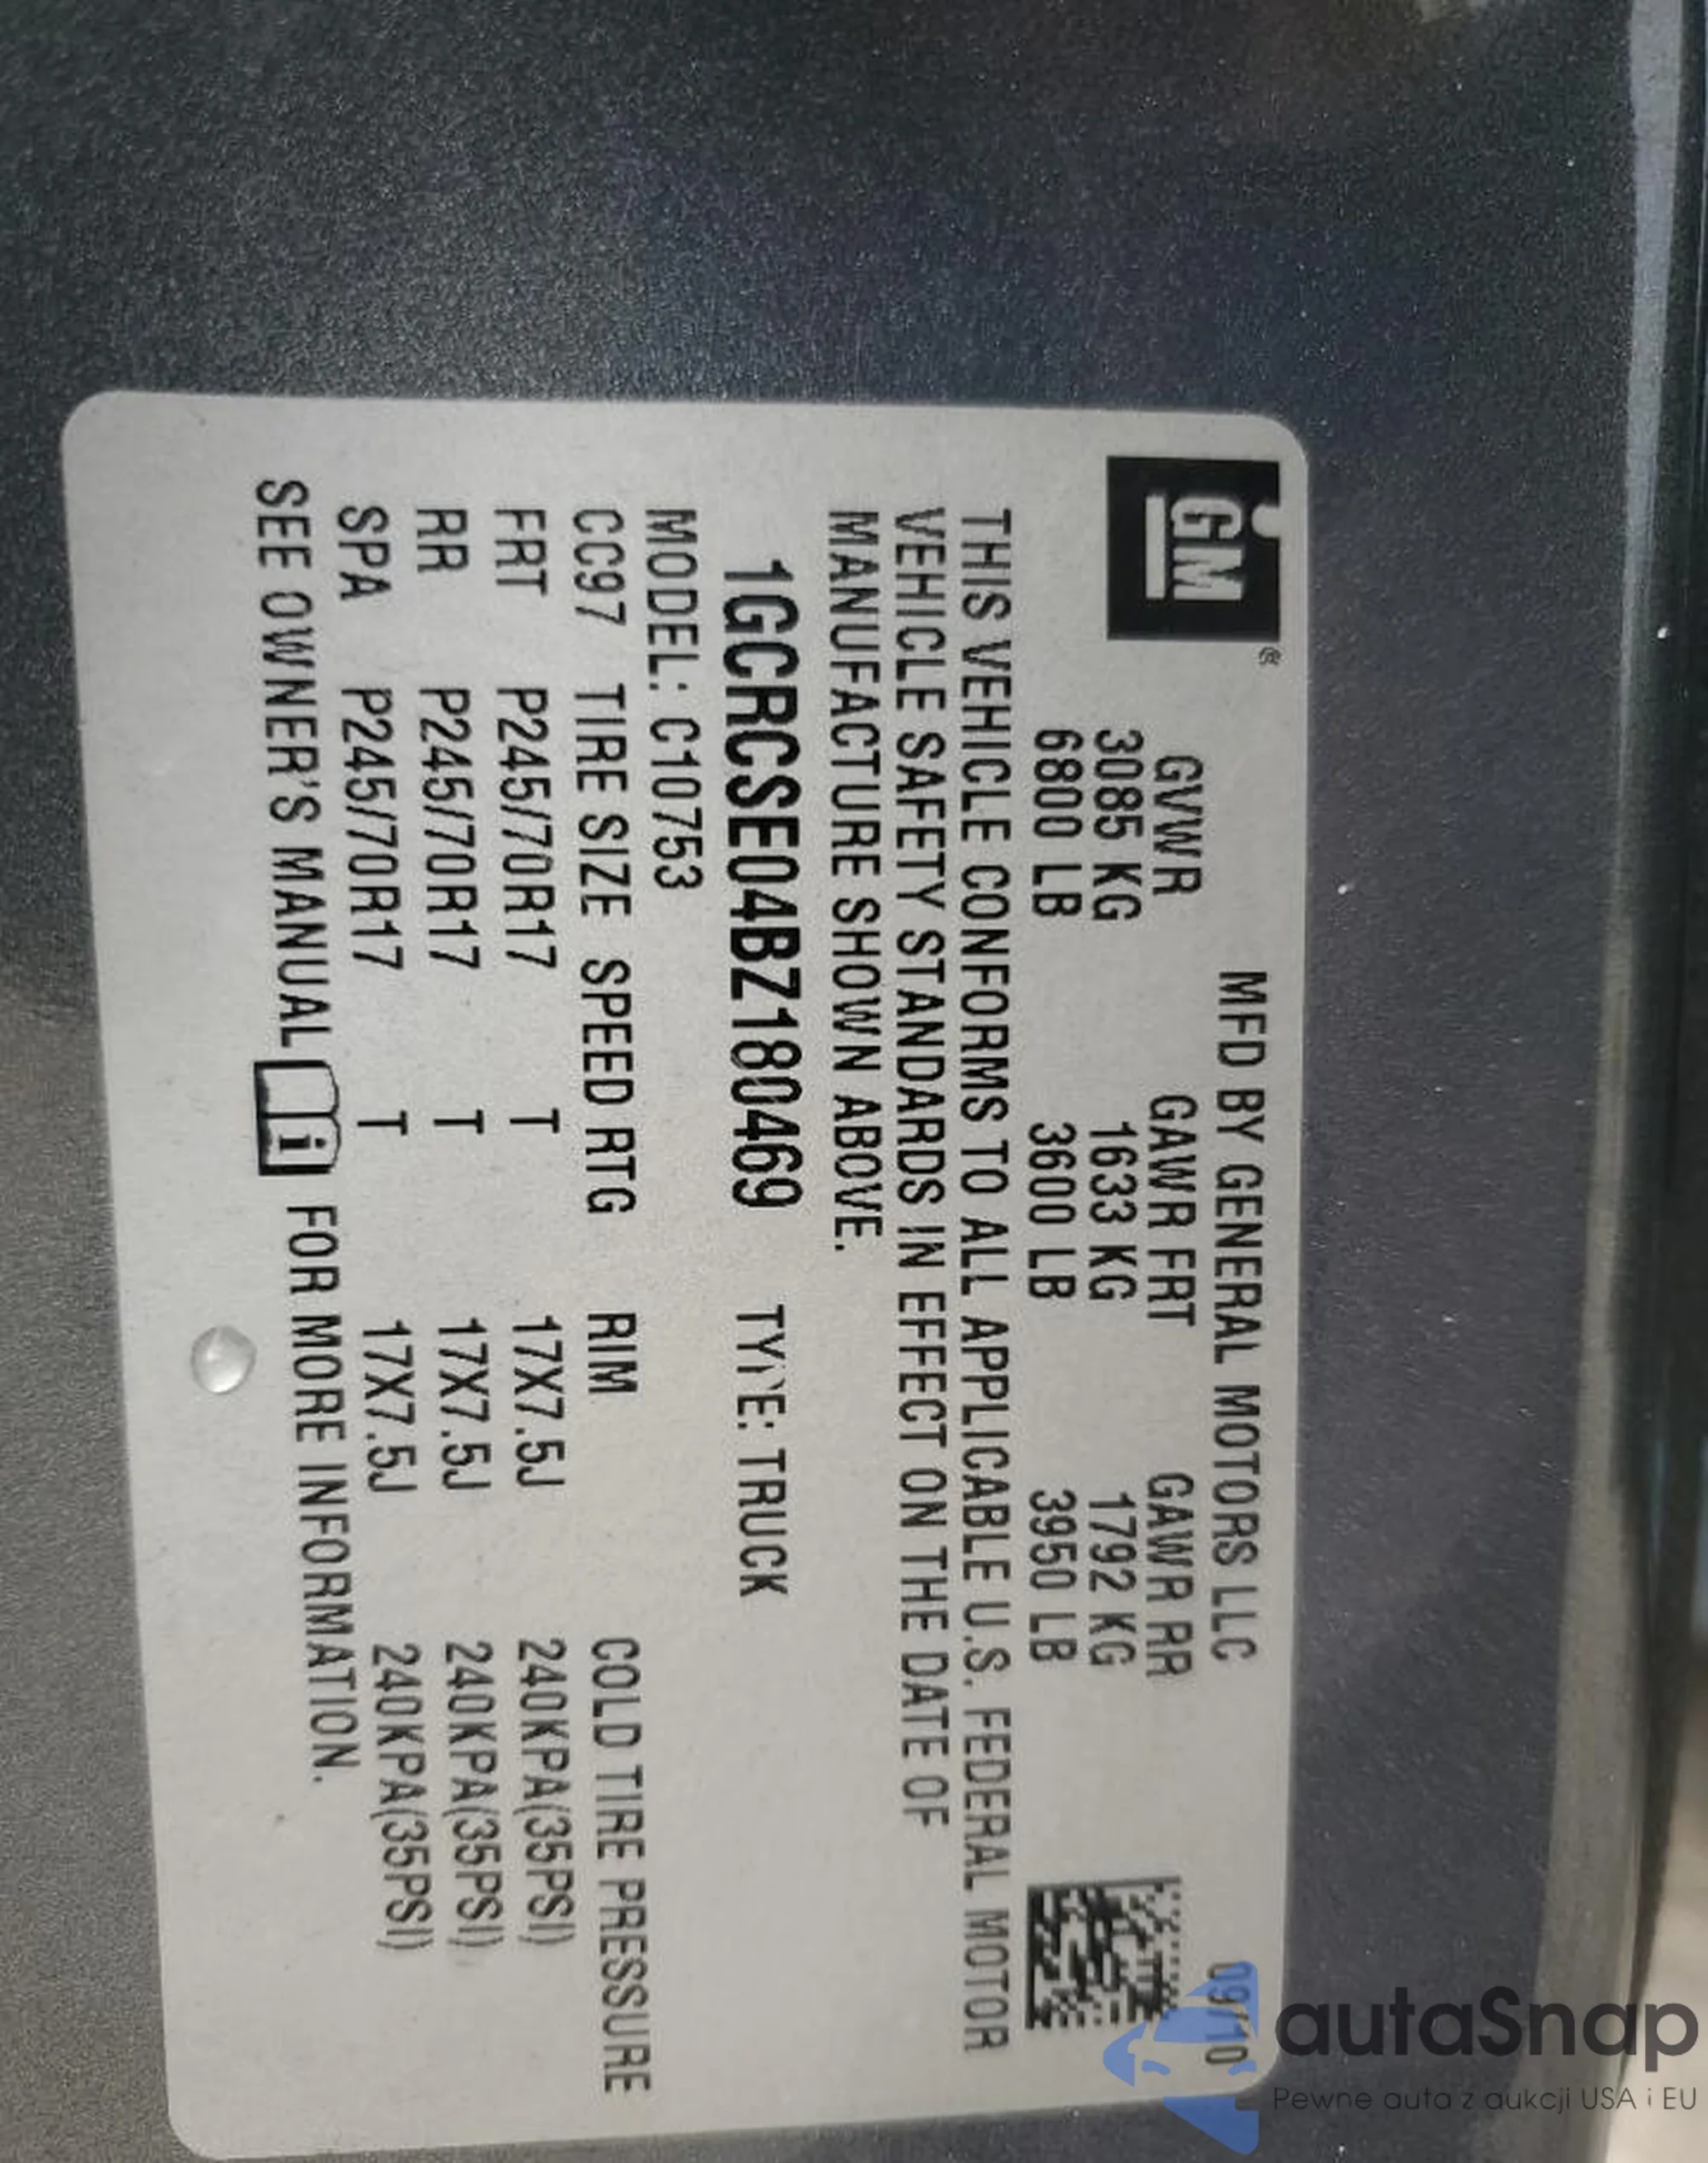 GM ®
MFD BY GENERAL MOTORS LLC 09/10
GVWR GAWR FRT GAWR RR
3085 KG 1633 KG 1792 KG
6800 LB 3600 LB 3950 LB
THIS VEHICLE CONFORMS TO ALL APPLICABLE U.S. FEDERAL MOTOR
VEHICLE SAFETY STANDARDS IN EFFECT ON THE DATE OF
MANUFACTURE SHOWN ABOVE.
1GCRCSE04BZ180469 TYPE: TRUCK
MODEL: C10753
CC97 TIRE SIZE SPEED RTG RIM COLD TIRE PRESSURE
FRT P245/70R17 T 17X7.5J 240KPA(35PSI)
RR P245/70R17 T 17X7.5J 240KPA(35PSI)
SPA P245/70R17 T 17X7.5J 240KPA(35PSI)
SEE OWNER'S MANUAL i FOR MORE INFORMATION.
autaSnap
Pewne auta z aukcji USA i EU